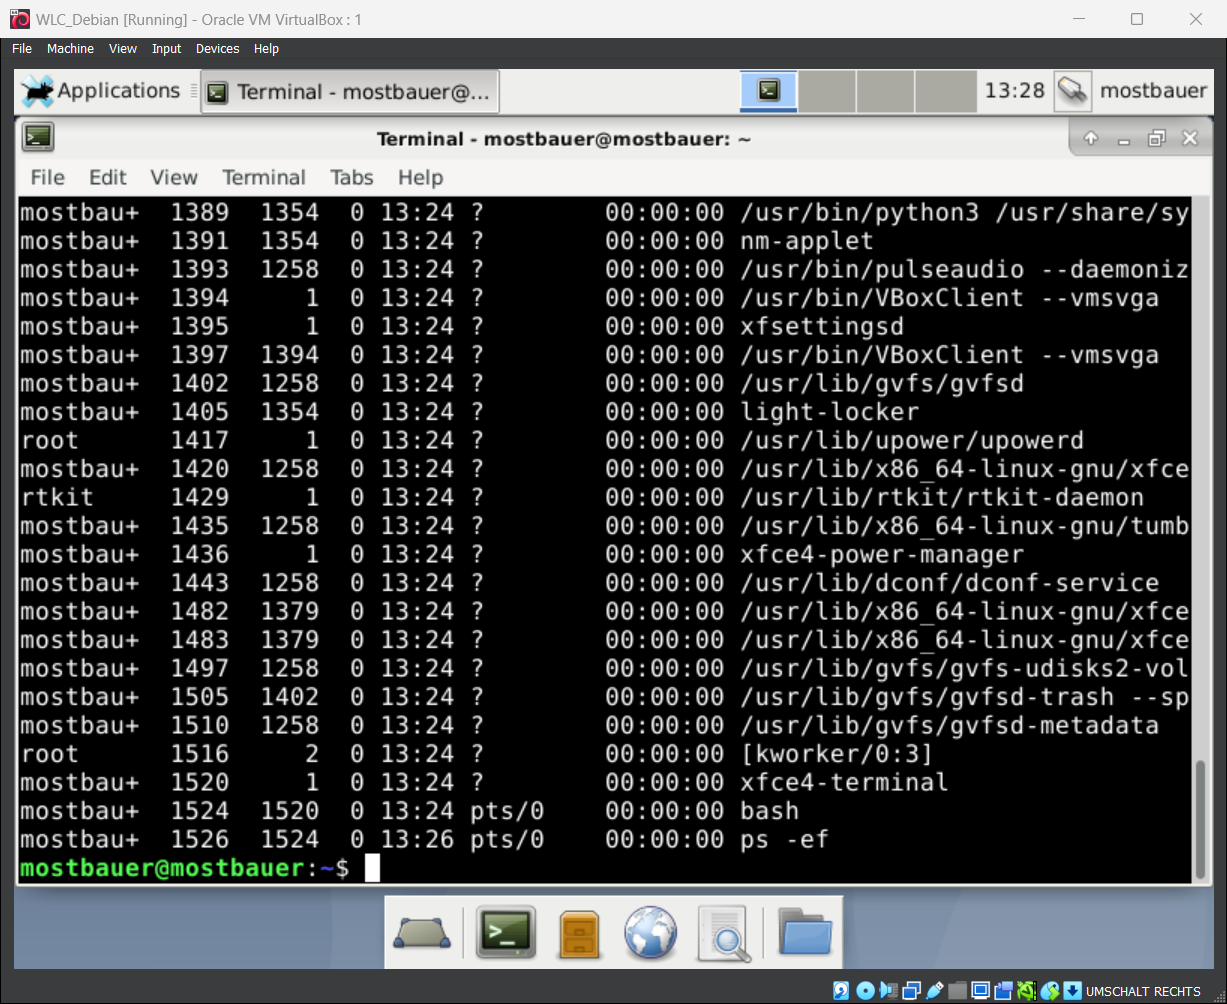 WLC_Debian [Running] - Oracle VM VirtualBox : 1
File Machine View Input Devices Help
Applications Terminal - mostbauer@... 13:28 mostbauer
Terminal - mostbauer@mostbauer: ~
File Edit View Terminal Tabs Help
mostbau+ 1389 1354 0 13:24 ? 00:00:00 /usr/bin/python3 /usr/share/sy
mostbau+ 1391 1354 0 13:24 ? 00:00:00 nm-applet
mostbau+ 1393 1258 0 13:24 ? 00:00:00 /usr/bin/pulseaudio --daemoniz
mostbau+ 1394 1 0 13:24 ? 00:00:00 /usr/bin/VBoxClient --vmsvga
mostbau+ 1395 1 0 13:24 ? 00:00:00 xfsettingsd
mostbau+ 1397 1394 0 13:24 ? 00:00:00 /usr/bin/VBoxClient --vmsvga
mostbau+ 1402 1258 0 13:24 ? 00:00:00 /usr/lib/gvfs/gvfsd
mostbau+ 1405 1354 0 13:24 ? 00:00:00 light-locker
root 1417 1 0 13:24 ? 00:00:00 /usr/lib/upower/upowerd
mostbau+ 1420 1258 0 13:24 ? 00:00:00 /usr/lib/x86_64-linux-gnu/xfce
rtkit 1429 1 0 13:24 ? 00:00:00 /usr/lib/rtkit/rtkit-daemon
mostbau+ 1435 1258 0 13:24 ? 00:00:00 /usr/lib/x86_64-linux-gnu/tumb
mostbau+ 1436 1 0 13:24 ? 00:00:00 xfce4-power-manager
mostbau+ 1443 1258 0 13:24 ? 00:00:00 /usr/lib/dconf/dconf-service
mostbau+ 1482 1379 0 13:24 ? 00:00:00 /usr/lib/x86_64-linux-gnu/xfce
mostbau+ 1483 1379 0 13:24 ? 00:00:00 /usr/lib/x86_64-linux-gnu/xfce
mostbau+ 1497 1258 0 13:24 ? 00:00:00 /usr/lib/gvfs/gvfs-udisks2-vol
mostbau+ 1505 1402 0 13:24 ? 00:00:00 /usr/lib/gvfs/gvfsd-trash --sp
mostbau+ 1510 1258 0 13:24 ? 00:00:00 /usr/lib/gvfs/gvfsd-metadata
root 1516 2 0 13:24 ? 00:00:00 [kworker/0:3]
mostbau+ 1520 1 0 13:24 ? 00:00:00 xfce4-terminal
mostbau+ 1524 1520 0 13:24 pts/0 00:00:00 bash
mostbau+ 1526 1524 0 13:26 pts/0 00:00:00 ps -ef
mostbauer@mostbauer:~$
UMSCHALT RECHTS